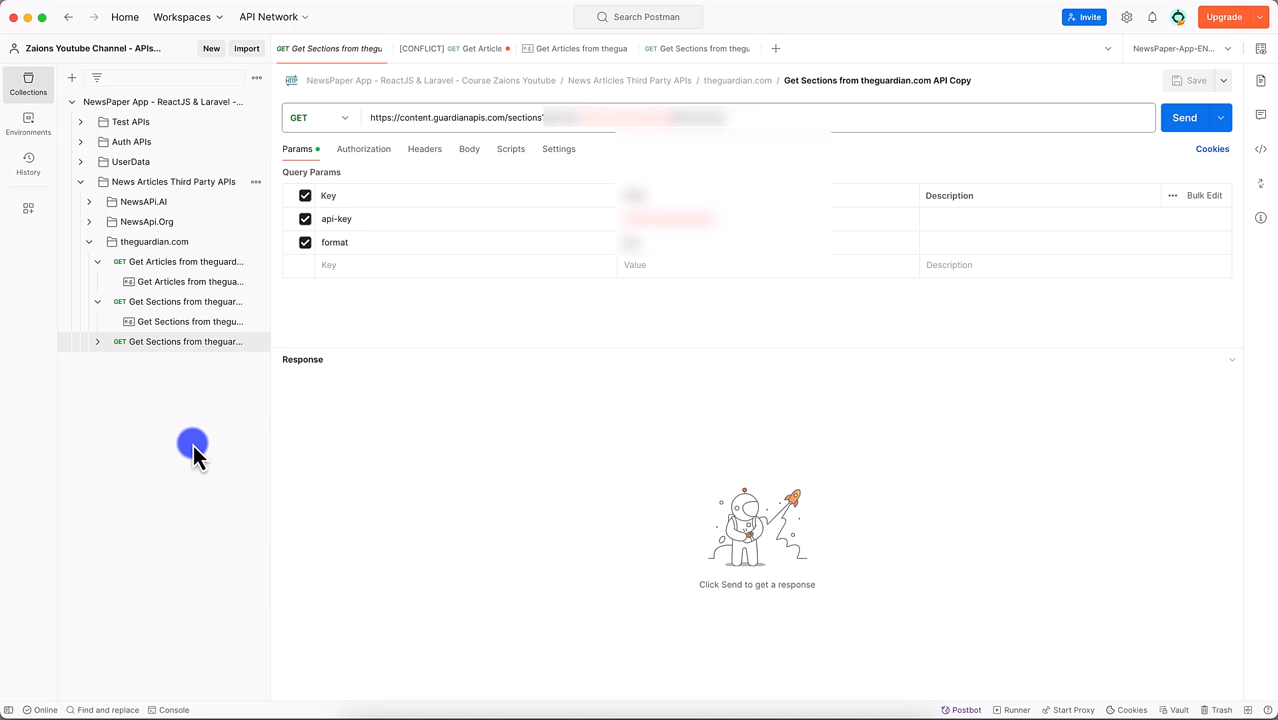 Home Workspaces API Network Search Postman Invite Upgrade
Zaions Youtube Channel - APIs... New Import GET Get Sections from thegu [CONFLICT] GET Get Article Get Articles from thegua GET Get Sections from thegu NewsPaper-App-EN...
Collections
Environments
History
NewsPaper App - ReactJS & Laravel -...
Test APIs
Auth APIs
UserData
News Articles Third Party APIs
NewsAPI.AI
NewsApi.Org
theguardian.com
GET Get Articles from theguard...
Get Articles from thegua...
GET Get Sections from theguar...
Get Sections from thegu...
GET Get Sections from theguar...
HTTP NewsPaper App - ReactJS & Laravel - Course Zaions Youtube / News Articles Third Party APIs / theguardian.com / Get Sections from theguardian.com API Copy Save
GET https://content.guardianapis.com/sections? Send
Params Authorization Headers Body Scripts Settings Cookies
Query Params
Key Description Bulk Edit
api-key
format
Key Value Description
Response
Click Send to get a response
Online Find and replace Console Postbot Runner Start Proxy Cookies Vault Trash